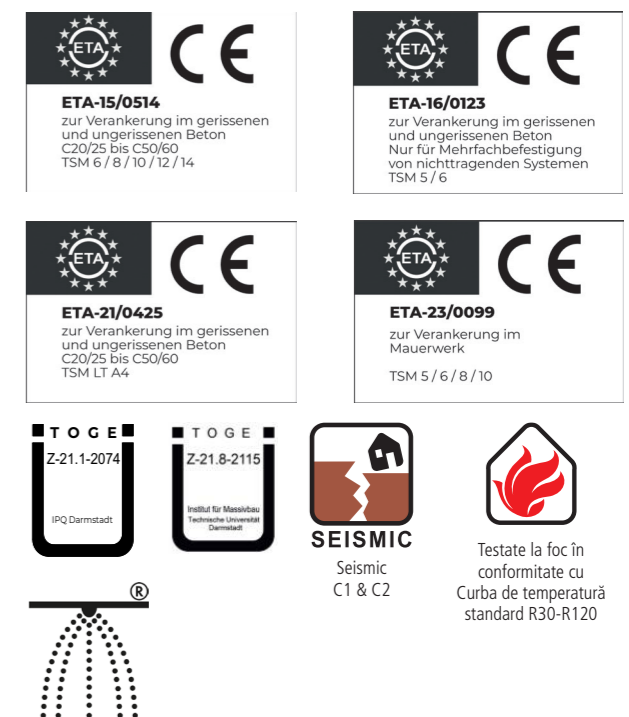 ETA
CE
ETA-15/0514
zur Verankerung im gerissenen
und ungerissenen Beton
C20/25 bis C50/60
TSM 6 / 8 / 10 / 12 / 14
ETA
CE
ETA-16/0123
zur Verankerung im gerissenen
und ungerissenen Beton
Nur für Mehrfachbefestigung
von nichttragenden Systemen
TSM 5 / 6
ETA
CE
ETA-21/0425
zur Verankerung im gerissenen
und ungerissenen Beton
C20/25 bis C50/60
TSM LT A4
ETA
CE
ETA-23/0099
zur Verankerung im
Mauerwerk
TSM 5 / 6 / 8 / 10
TOGE
Z-21.1-2074
IPQ Darmstadt
TOGE
Z-21.8-2115
Institut für Massivbau
Technische Universität
Darmstadt
SEISMIC
Seismic
C1 & C2
Testate la foc în
conformitate cu
Curba de temperatură
standard R30-R120
®